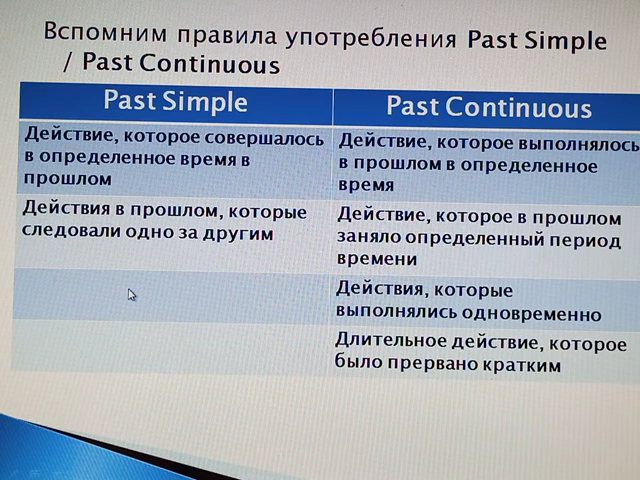 Вспомним правила употребления Past Simple
/ Past Continuous
Past Simple
Past Continuous
Действие, которое совершалось
в определенное время в
прошлом
Действие, которое выполнялось
в прошлом в определенное
время
Действия в прошлом, которые
следовали одно за другим
Действие, которое в прошлом
заняло определенный период
времени
Действия, которые
выполнялись одновременно
Длительное действие, которое
было прервано кратким